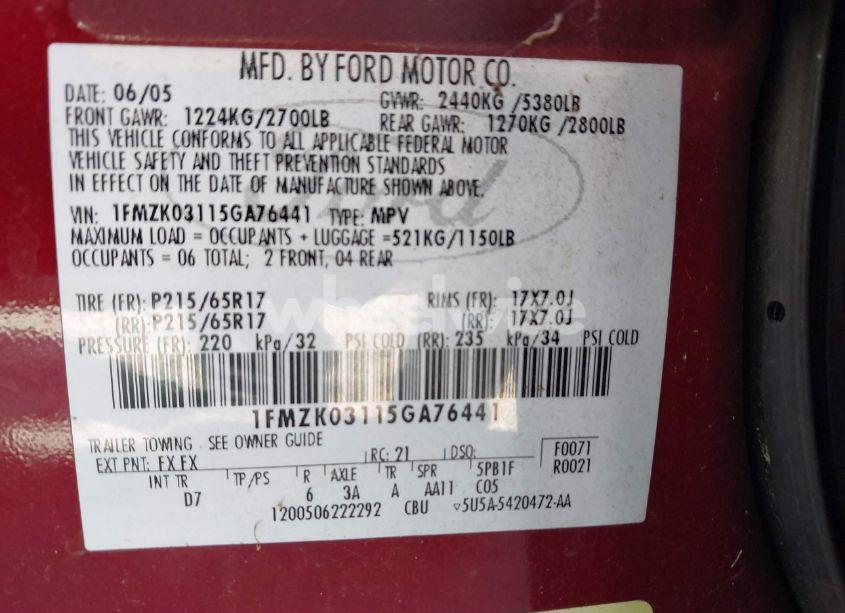 MFD. BY FORD MOTOR CO.
DATE: 06/05 GVWR: 2440KG /5380LB
FRONT GAWR: 1224KG/2700LB REAR GAWR: 1270KG /2800LB
THIS VEHICLE CONFORMS TO ALL APPLICABLE FEDERAL MOTOR
VEHICLE SAFETY AND THEFT PREVENTION STANDARDS
IN EFFECT ON THE DATE OF MANUFACTURE SHOWN ABOVE.
VIN: 1FMZK03115GA76441 TYPE: MPV
MAXIMUM LOAD = OCCUPANTS + LUGGAGE =521KG/1150LB
OCCUPANTS = 06 TOTAL; 2 FRONT, 04 REAR
TIRE (FR): P215/65R17 RIMS (FR): 17X7.0J
(RR): P215/65R17 (RR): 17X7.0J
PRESSURE (FR): 220 kPa/32 PSI COLD (RR): 235 kPa/34 PSI COLD
1FMZK03115GA76441
TRAILER TOWING - SEE OWNER GUIDE
EXT PNT: FX FX RC: 21 DSO: F0071
R0021
INT TR TP/PS R AXLE TR SPR 5PB1F
D7 6 3A A AA11 C05
1200506222292 CBU ▽5U5A-5420472-AA
Ford